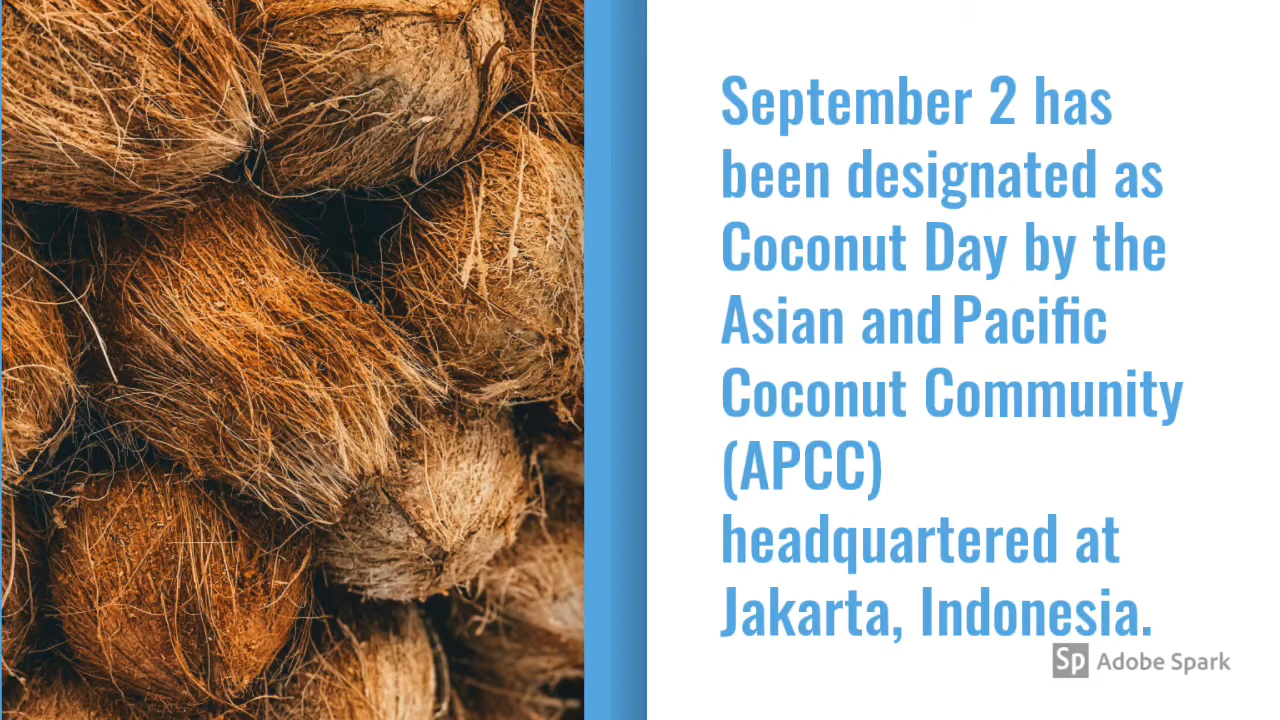 September 2 has
been designated as
Coconut Day by the
Asian and Pacific
Coconut Community
(APCC)
headquartered at
Jakarta, Indonesia.
Sp Adobe Spark